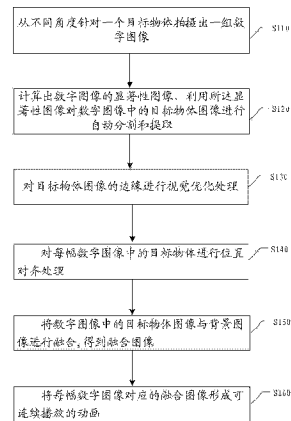 从不同角度针对一个目标物体拍摄出一组数
字图像
S110
计算出数字图像的显著性图像、利用所述显
著性图像对数字图像中的目标物体图像进行
自动分割和提取
S120
对目标物体图像的边缘进行视觉优化处理
S130
对每幅数字图像中的目标物体进行位置
对齐处理
S140
将数字图像中的目标物体图像与背景图
像进行融合,得到融合图像
S150
将每幅数字图像对应的融合图像形成可
连续播放的动画
S160